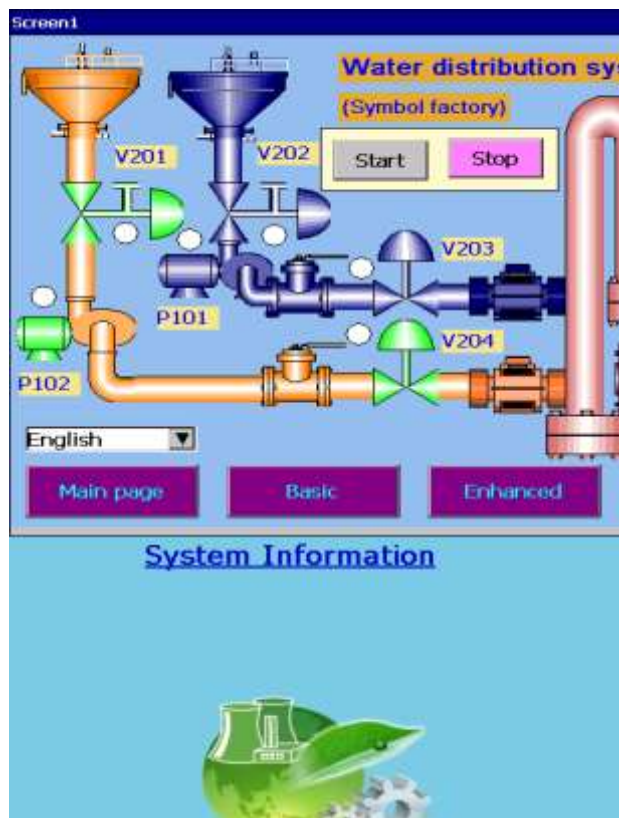 Screen1
Water distribution sys
(Symbol factory)
V201
V202
Start
Stop
V203
P101
V204
P102
English
Main page
Basic
Enhanced
System Information